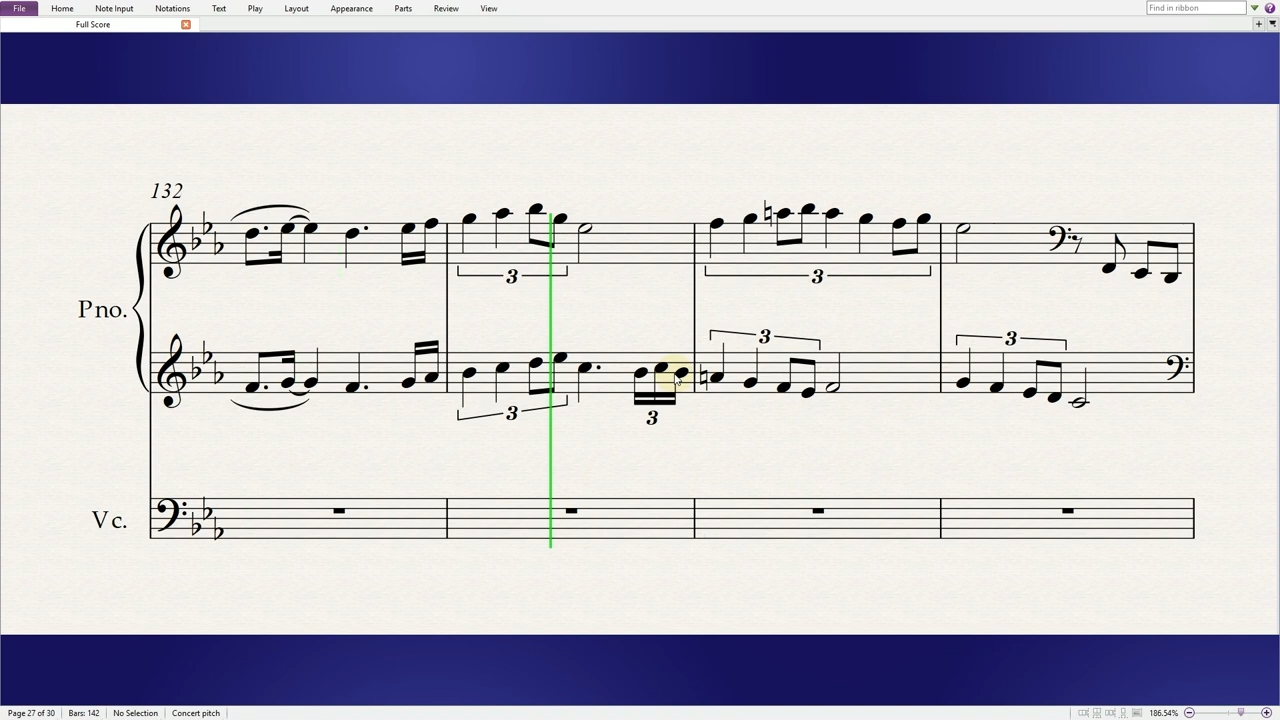 File Home Note Input Notations Text Play Layout Appearance Parts Review View Find in ribbon
Full Score
132
3 3
3 3
Pno.
3 3
Vc.
Page 27 of 30 Bars: 142 No Selection Concert pitch 186.54%